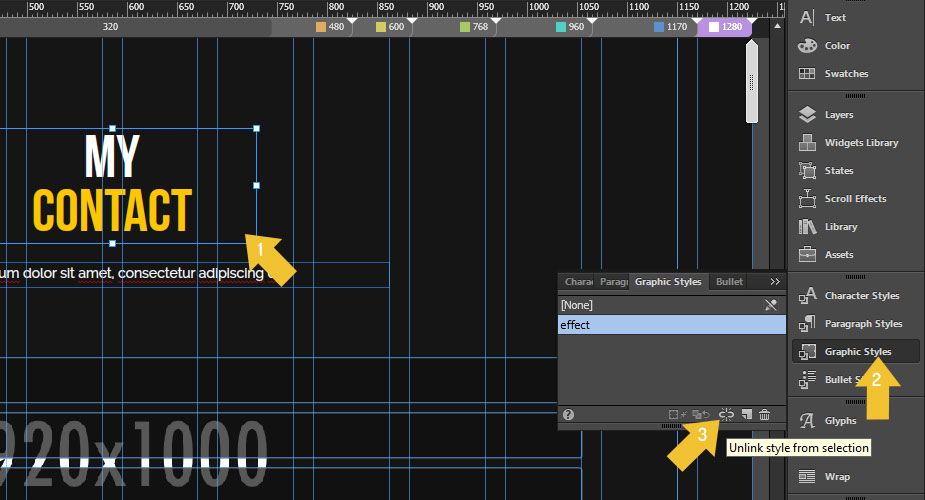 500 550 600 650 700 750 800 850 900 950 1000 1050 1100 1150 1200 1250
320 480 600 768 960 1170 1280
Text
Color
Swatches
Layers
Widgets Library
States
Scroll Effects
Library
Assets
MY
CONTACT
1
um dolor sit amet, consectetur adipiscing
Charac Paragr Graphic Styles Bullet
[None]
effect
Character Styles
Paragraph Styles
Graphic Styles
2
Bullet S
Glyphs
3
Unlink style from selection
Wrap
920x1000